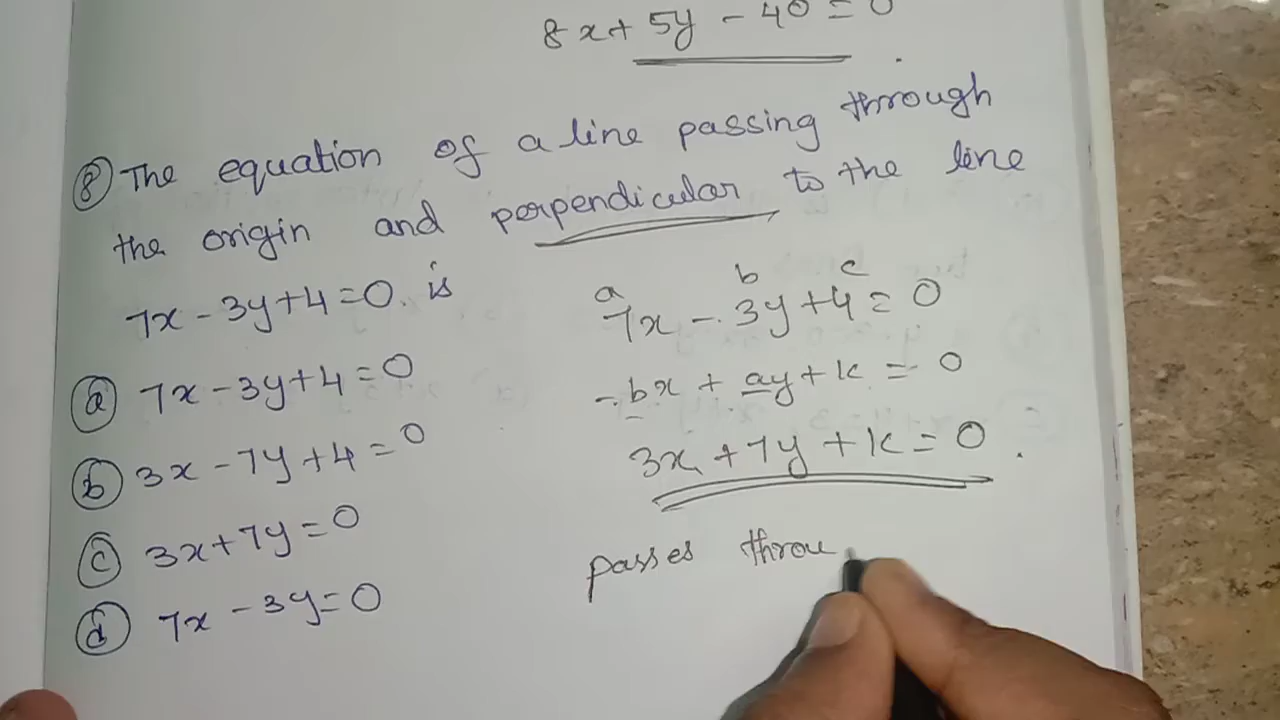 8x + 5y - 40 = 0
⑧ The equation of a line passing through
the origin and perpendicular to the line
7x - 3y + 4 = 0. is
ⓐ 7x - 3y + 4 = 0
ⓑ 3x - 7y + 4 = 0
ⓒ 3x + 7y = 0
ⓓ 7x - 3y = 0
a b c
7x - 3y + 4 = 0
-bx + ay + k = 0
3x + 7y + k = 0
passes throu